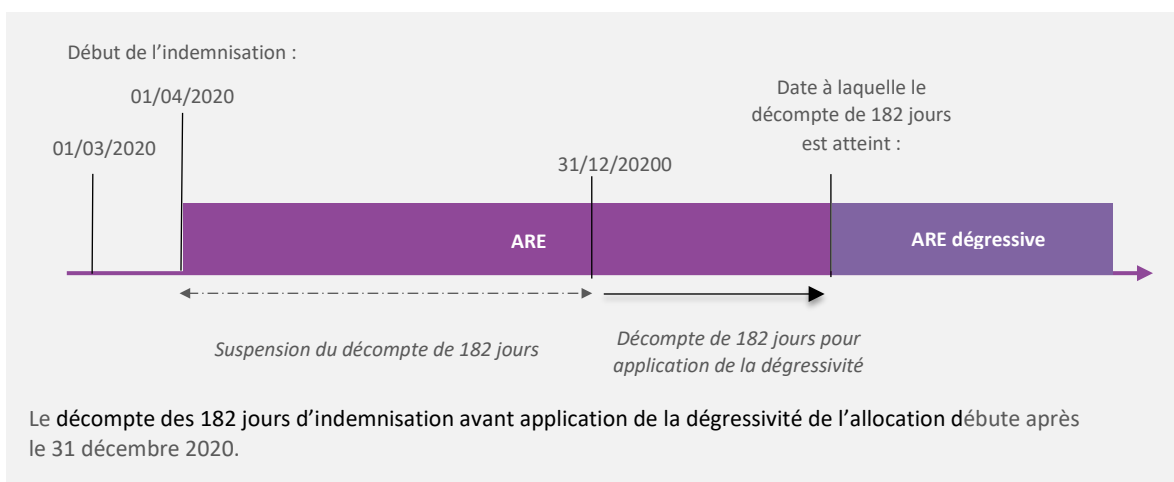 Début de l’indemnisation :
01/04/2020
01/03/2020
31/12/20200
Date à laquelle le
décompte de 182 jours
est atteint :
ARE
ARE dégressive
Suspension du décompte de 182 jours
Décompte de 182 jours pour
application de la dégressivité
Le décompte des 182 jours d’indemnisation avant application de la dégressivité de l’allocation débute après
le 31 décembre 2020.